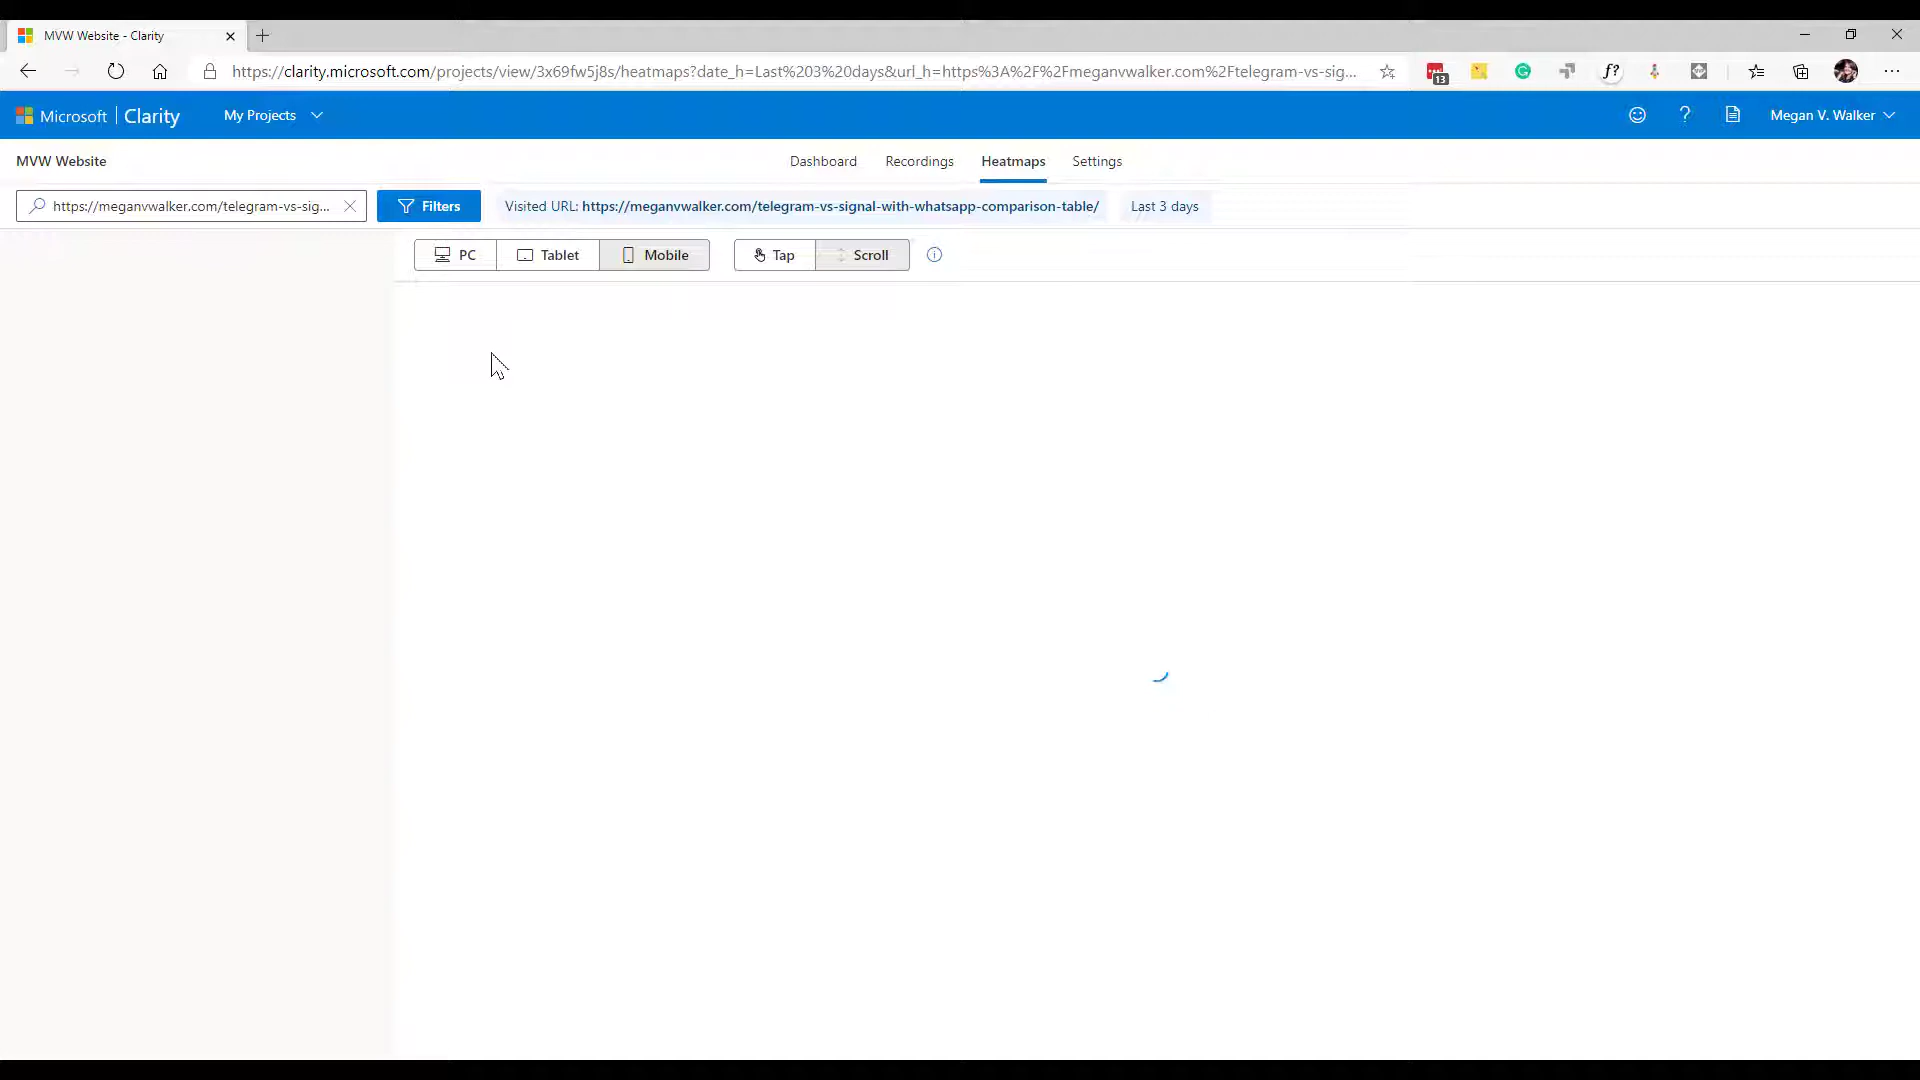 MVW Website - Clarity
https://clarity.microsoft.com/projects/view/3x69fw5j8s/heatmaps?date_h=Last%203%20days&url_h=https%3A%2F%2Fmeganvwalker.com%2Ftelegram-vs-sig...
13
f?
Microsoft | Clarity My Projects ? Megan V. Walker
MVW Website Dashboard Recordings Heatmaps Settings
https://meganvwalker.com/telegram-vs-sig... Filters Visited URL: https://meganvwalker.com/telegram-vs-signal-with-whatsapp-comparison-table/ Last 3 days
PC Tablet Mobile Tap Scroll